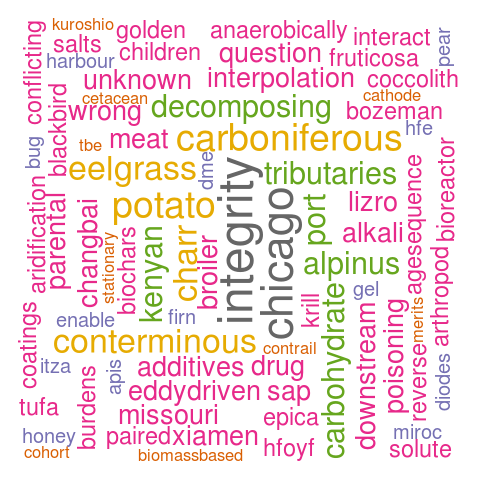 kuroshio
golden
anaerobically
salts
children
question
interact
pear
harbour
fruticosa
conflicting
unknown
interpolation
coccolith
cetacean
cathode
wrong
decomposing
bozeman
blackbird
hfe
bug
tbe
meat
carboniferous
eelgrass
dme
tributaries
bioreactor
potato
integrity
port
lizro
agesequence
aridification
parental
changbai
stationary
biochars
kenyan
charr
broiler
chicago
alkali
alpinus
arthropod
krill
gel
enable
firn
carbohydrate
downstream
poisoning
merits
reverse
diodes
coatings
conterminous
contrail
itza
apis
additives
drug
burdens
eddydriven
sap
tufa
missouri
epica
honey
paired
xiamen
hfoyf
miroc
cohort
biomassbased
solute